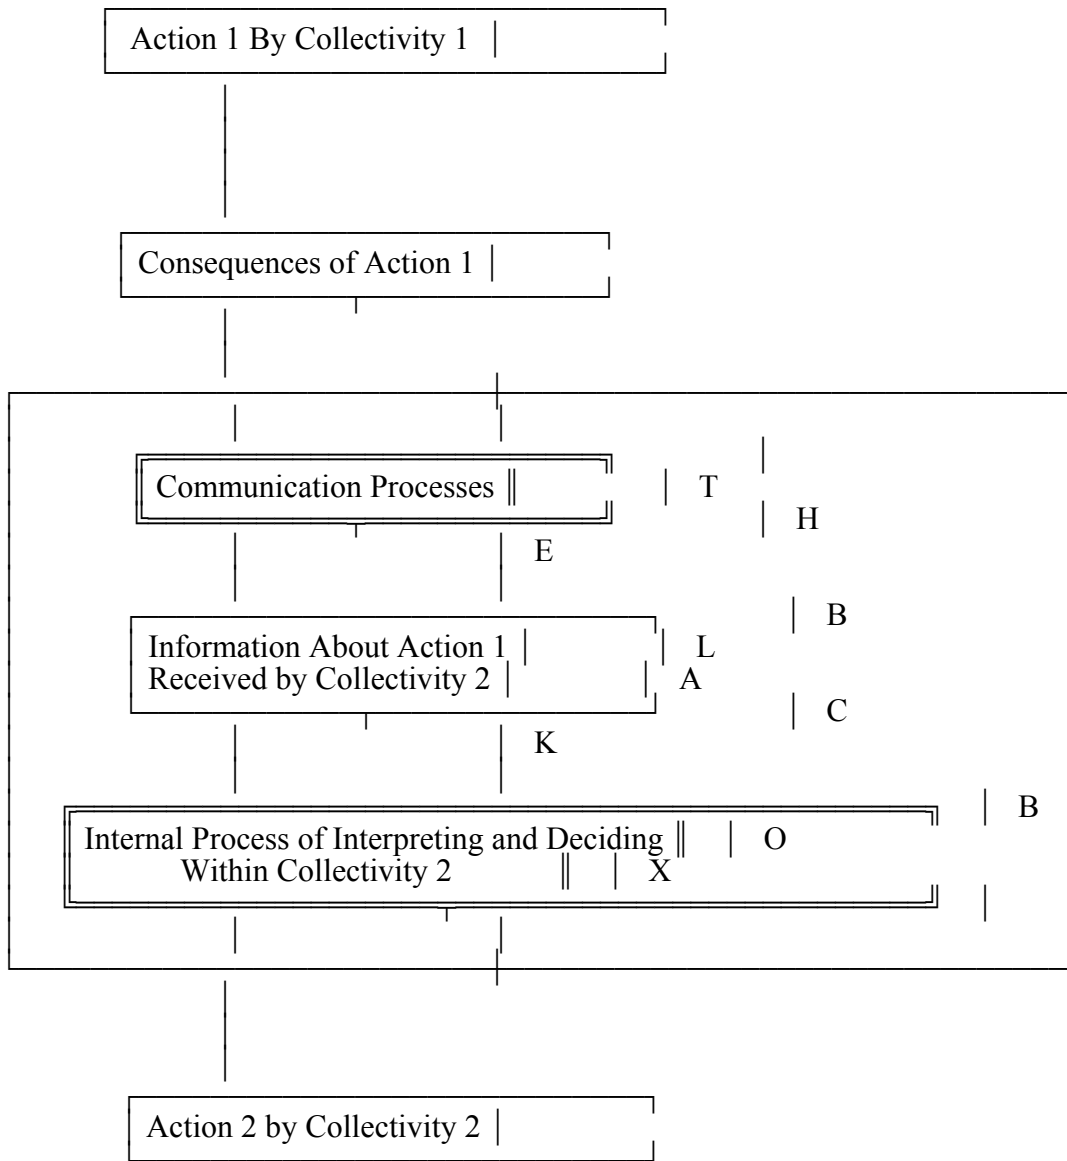 Action 1 By Collectivity 1
Consequences of Action 1
Communication Processes T
H
E
B
Information About Action 1 L
Received by Collectivity 2 A
C
K
B
Internal Process of Interpreting and Deciding O
Within Collectivity 2 X
Action 2 by Collectivity 2